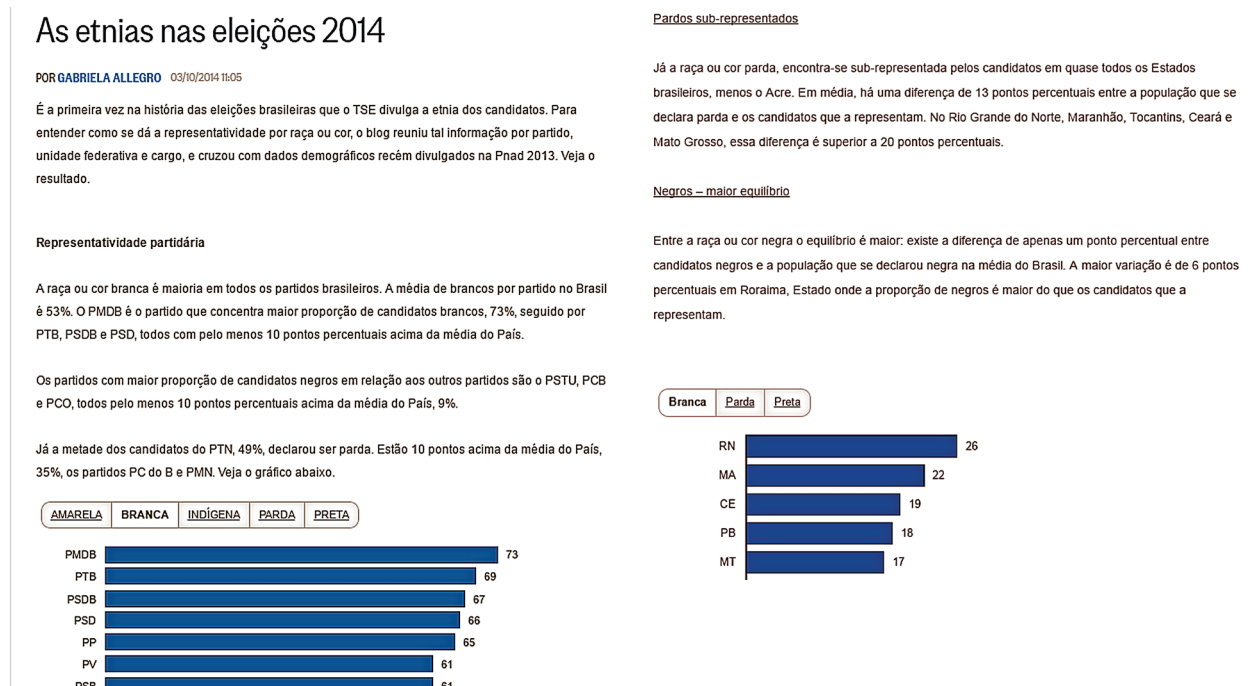 As etnias nas eleições 2014
POR GABRIELA ALLEGRO 03/10/2014 11:05
É a primeira vez na história das eleições brasileiras que o TSE divulga a etnia dos candidatos. Para
entender como se dá a representatividade por raça ou cor, o blog reuniu tal informação por partido,
unidade federativa e cargo, e cruzou com dados demográficos recém divulgados na Pnad 2013. Veja o
resultado.
Representatividade partidária
A raça ou cor branca é maioria em todos os partidos brasileiros. A média de brancos por partido no Brasil
é 53%. O PMDB é o partido que concentra maior proporção de candidatos brancos, 73%, seguido por
PTB, PSDB e PSD, todos com pelo menos 10 pontos percentuais acima da média do País.
Os partidos com maior proporção de candidatos negros em relação aos outros partidos são o PSTU, PCB
e PCO, todos pelo menos 10 pontos percentuais acima da média do País, 9%.
Já a metade dos candidatos do PTN, 49%, declarou ser parda. Estão 10 pontos acima da média do País,
35%, os partidos PC do B e PMN. Veja o gráfico abaixo.
AMARELA BRANCA INDÍGENA PARDA PRETA
PMDB 73
PTB 69
PSDB 67
PSD 66
PP 65
PV 61
PSB 61
Pardos sub-representados
Já a raça ou cor parda, encontra-se sub-representada pelos candidatos em quase todos os Estados
brasileiros, menos o Acre. Em média, há uma diferença de 13 pontos percentuais entre a população que se
declara parda e os candidatos que a representam. No Rio Grande do Norte, Maranhão, Tocantins, Ceará e
Mato Grosso, essa diferença é superior a 20 pontos percentuais.
Negros – maior equilíbrio
Entre a raça ou cor negra o equilíbrio é maior: existe a diferença de apenas um ponto percentual entre
candidatos negros e a população que se declarou negra na média do Brasil. A maior variação é de 6 pontos
percentuais em Roraima, Estado onde a proporção de negros é maior do que os candidatos que a
representam.
Branca Parda Preta
RN 26
MA 22
CE 19
PB 18
MT 17